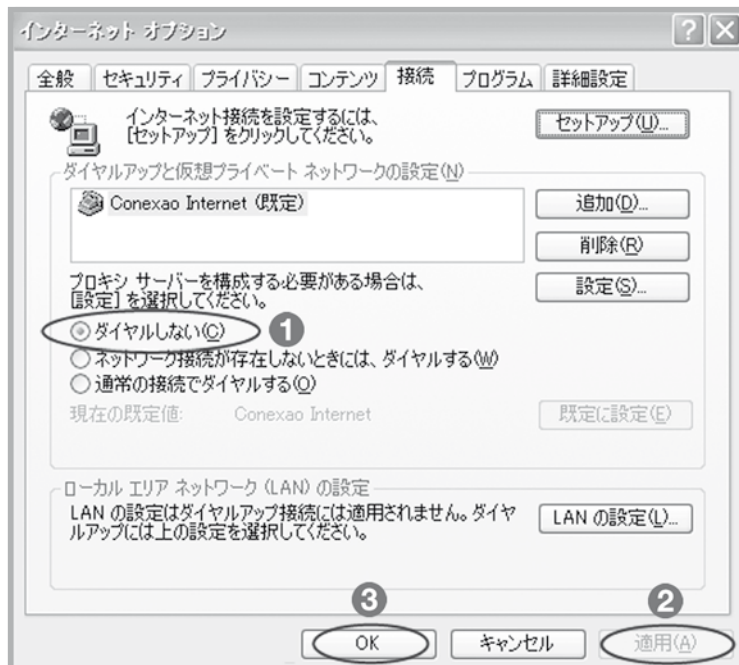 インターネット オプション
全般 セキュリティ プライバシー コンテンツ 接続 プログラム 詳細設定
インターネット接続を設定するには、
[セットアップ] をクリックしてください。
セットアップ(U)...
ダイヤルアップと仮想プライベート ネットワークの設定(N)
Conexao Internet (既定)
追加(D)...
削除(R)
プロキシ サーバーを構成する必要がある場合は、
[設定] を選択してください。
設定(S)...
ダイヤルしない(C) 1
ネットワーク接続が存在しないときには、ダイヤルする(W)
通常の接続でダイヤルする(O)
現在の既定値: Conexao Internet 既定に設定(E)
ローカル エリア ネットワーク (LAN) の設定
LAN の設定はダイヤルアップ接続には適用されません。ダイヤ
ルアップには上の設定を選択してください。
LAN の設定(L)...
3 2
OK キャンセル 適用(A)